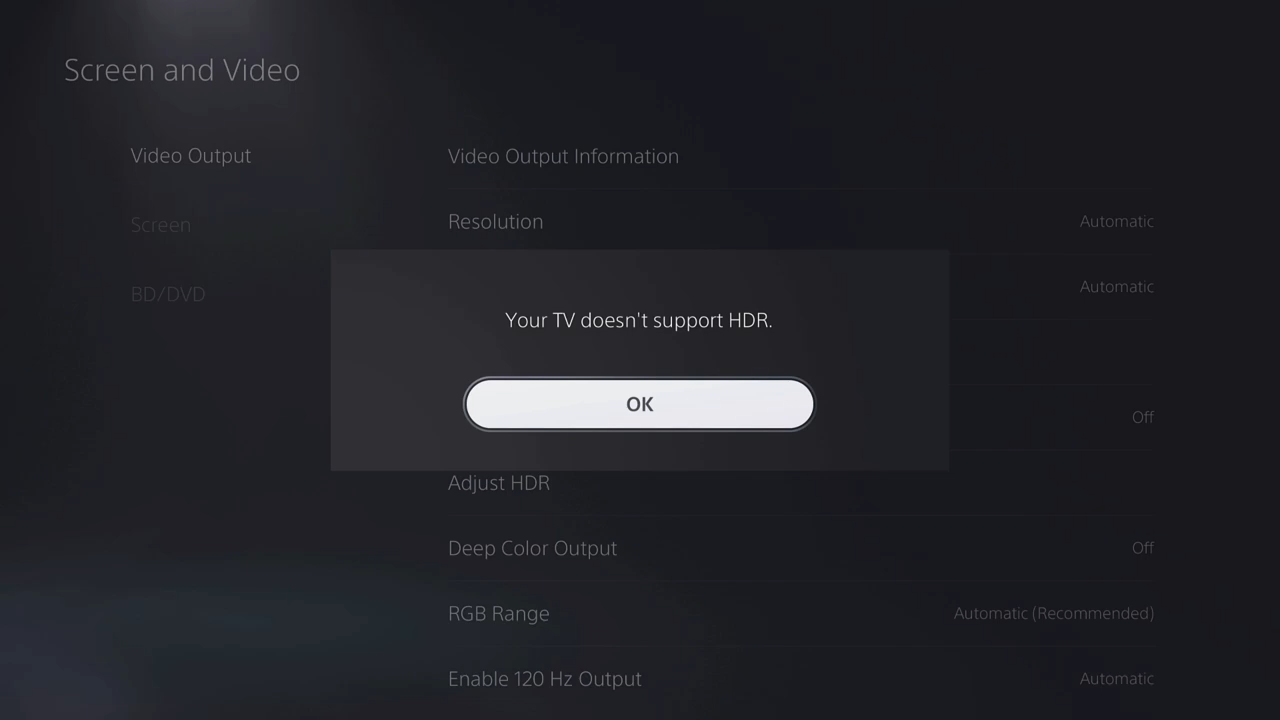 Screen and Video
Video Output
Screen
BD/DVD
Video Output Information
Resolution
Automatic
Automatic
Your TV doesn't support HDR.
OK
Off
Adjust HDR
Deep Color Output
Off
RGB Range
Automatic (Recommended)
Enable 120 Hz Output
Automatic